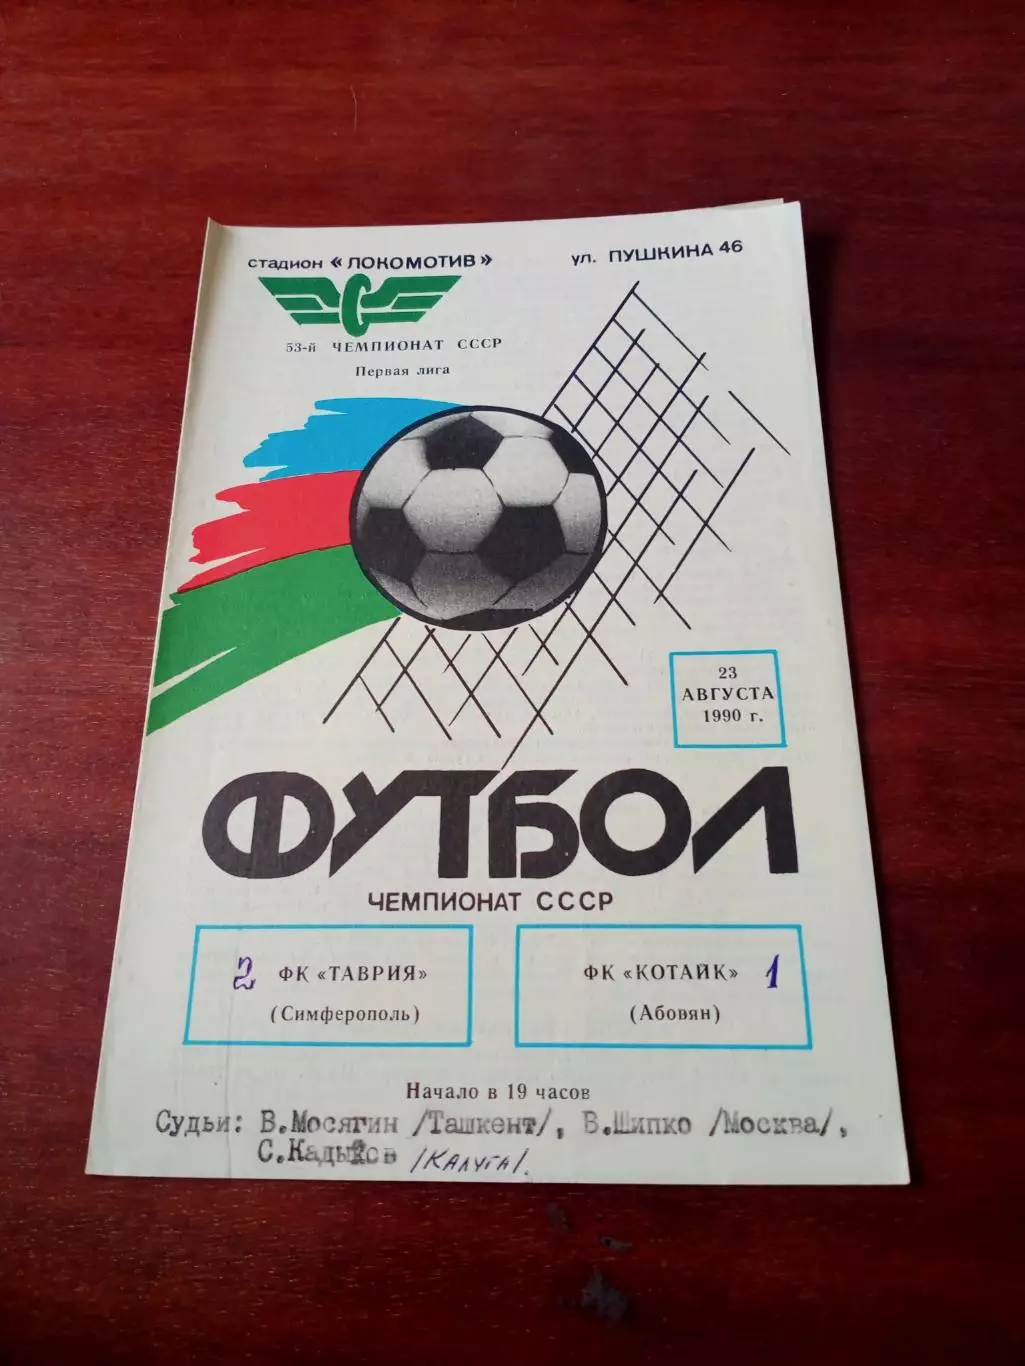 стадион «ЛОКОМОТИВ»
ул. ПУШКИНА 46
53-й ЧЕМПИОНАТ СССР
Первая лига
23
АВГУСТА
1990 г.
ФУТБОЛ
ЧЕМПИОНАТ СССР
2 ФК «ТАВРИЯ»
(Симферополь)
ФК «КОТАЙК» 1
(Абовян)
Начало в 19 часов
Судьи: В.Мосягин /Ташкент/, В.Шипко /Москва/,
С.Кадыков /КАЛУГА/.